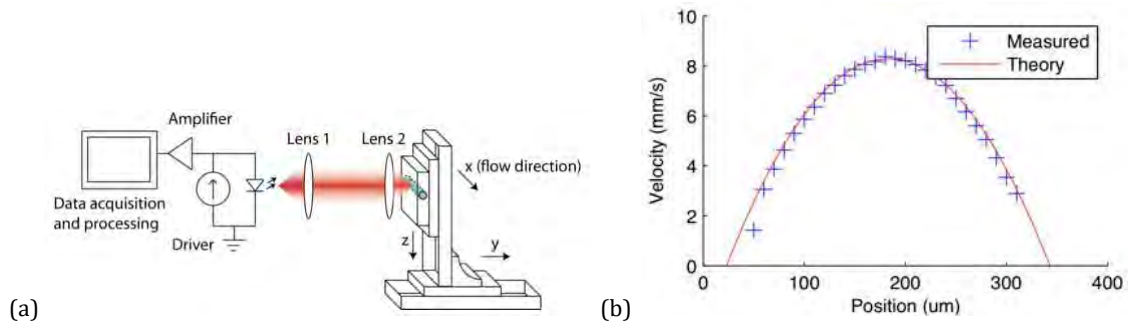 (a)
Amplifier
Lens 1
Lens 2
x (flow direction)
Data acquisition
and processing
Driver
z
y
(b)
10
8
6
4
2
0
Velocity (mm/s)
0
100
200
300
400
Position (um)
Measured
Theory